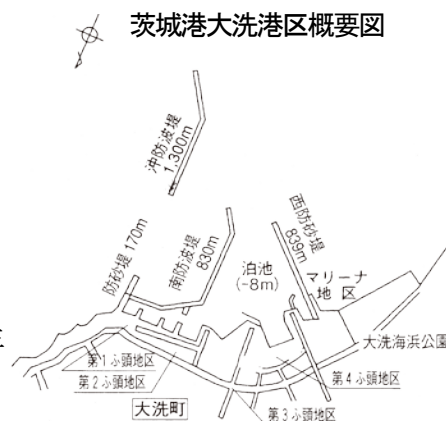 茨城港大洗港区概要図
沖防波堤
1,300m
防砂堤 170m
南防波堤
830m
西防砂堤
839m
泊池
(-8m)
マリーナ
地区
大洗海浜公園
第1ふ頭地区
第2ふ頭地区
第4ふ頭地区
大洗町
第3ふ頭地区